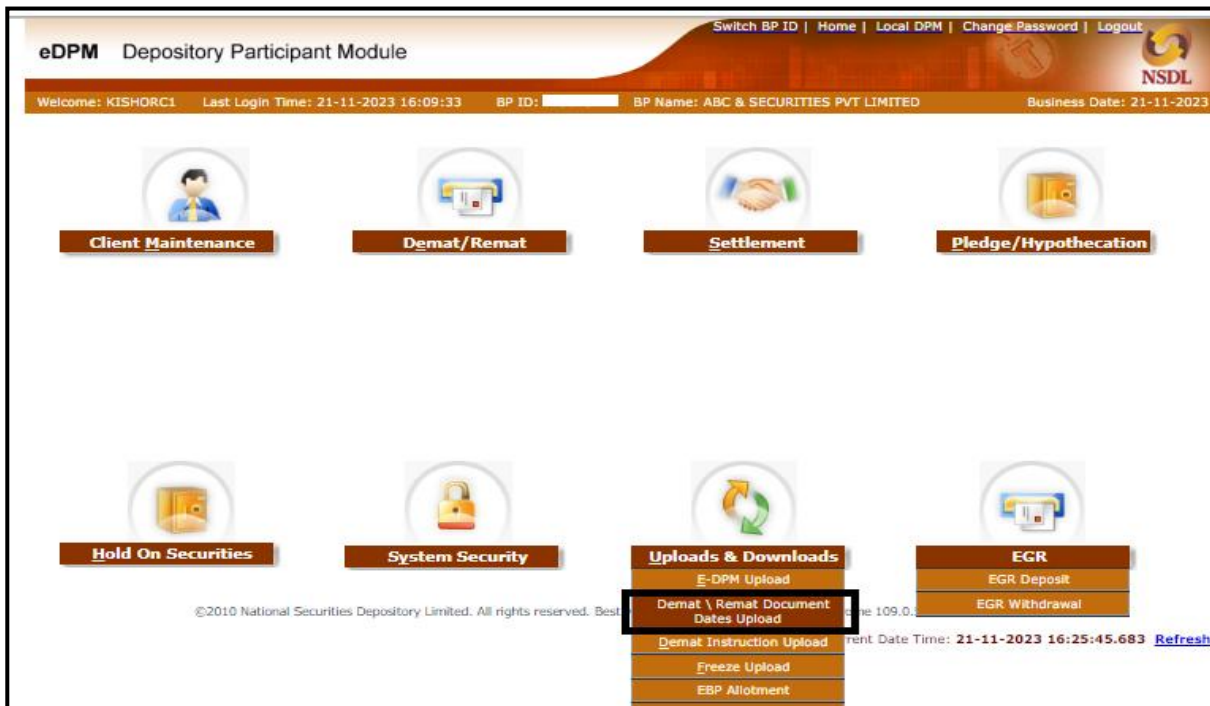 Switch BP ID | Home | Local DPM | Change Password | Logout
eDPM Depository Participant Module
NSDL
Welcome: KISHORC1 Last Login Time: 21-11-2023 16:09:33 BP ID: BP Name: ABC & SECURITIES PVT LIMITED Business Date: 21-11-2023
Client Maintenance Demat/Remat Settlement Pledge/Hypothecation
Hold On Securities System Security Uploads & Downloads EGR
E-DPM Upload EGR Deposit
©2010 National Securities Depository Limited. All rights reserved. Best Demat \ Remat Document 109.0. EGR Withdrawal
Dates Upload
Demat Instruction Upload Date Time: 21-11-2023 16:25:45.683 Refresh
Freeze Upload
EBP Allotment